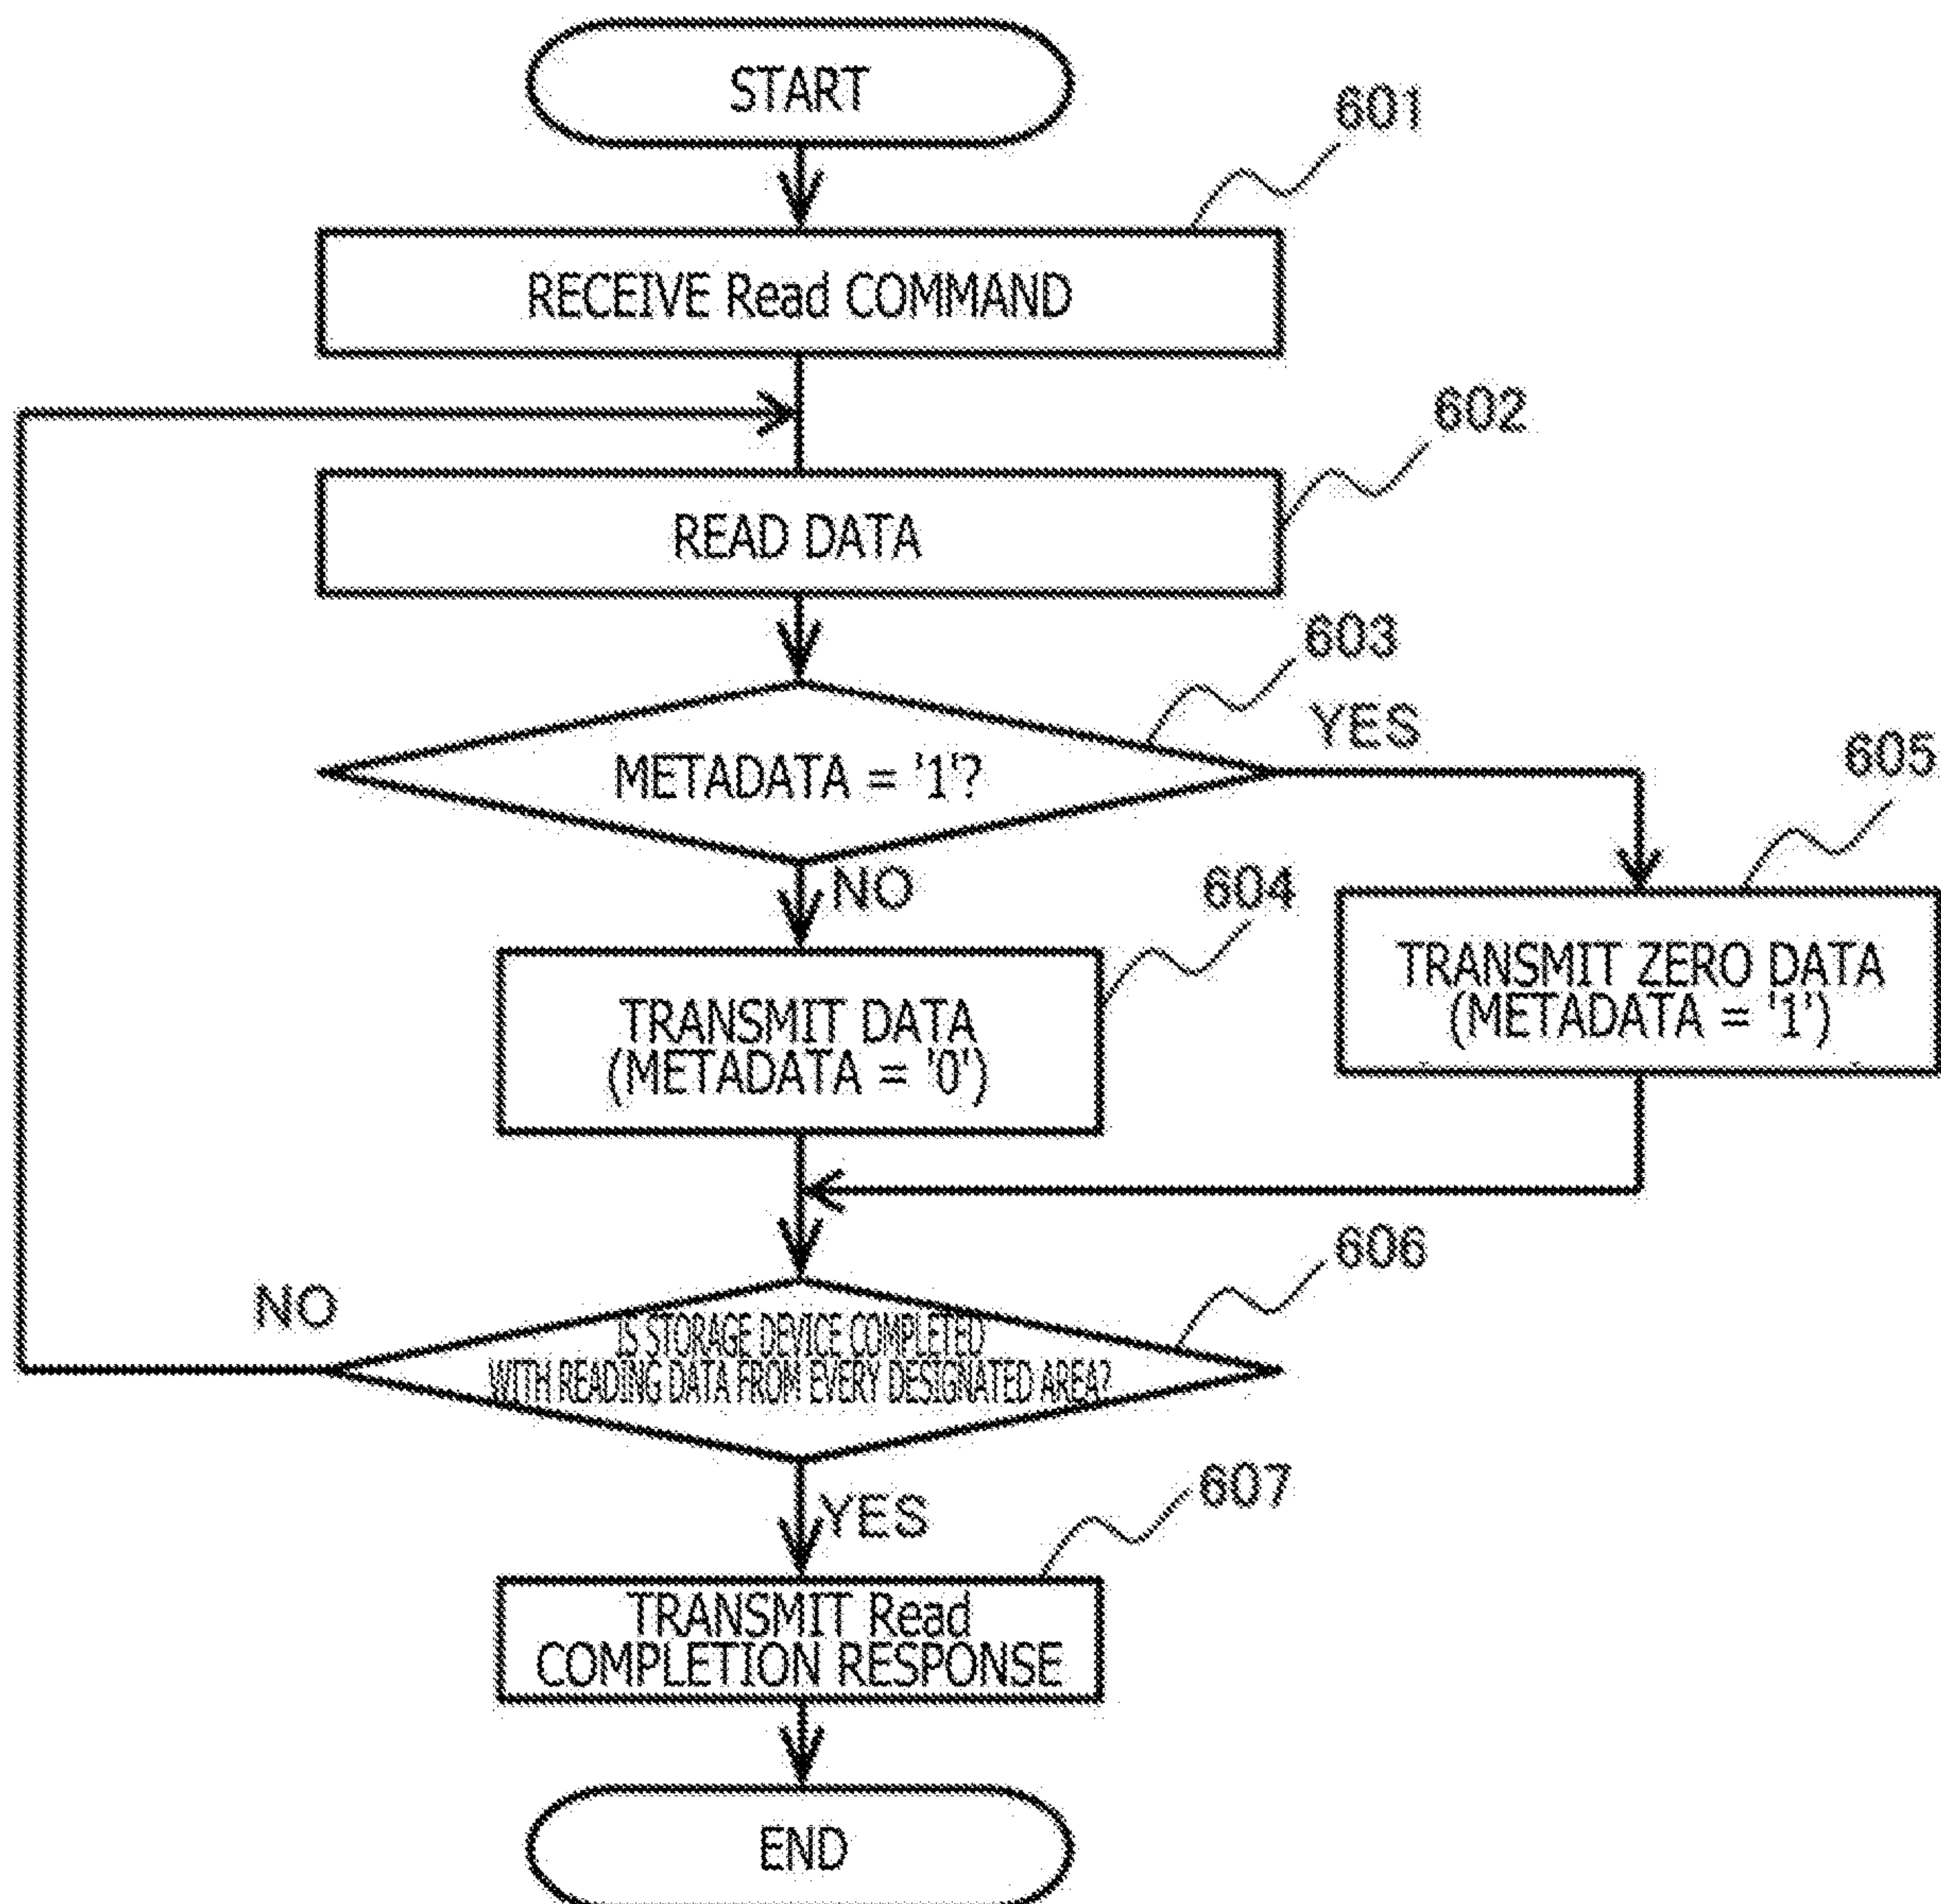 START
601
RECEIVE Read COMMAND
602
READ DATA
603
METADATA = '1'?
YES
605
NO
604
TRANSMIT ZERO DATA
(METADATA = '1')
TRANSMIT DATA
(METADATA = '0')
606
NO
IS STORAGE DEVICE COMPLETED
WITH READING DATA FROM EVERY DESIGNATED AREA?
YES
607
TRANSMIT Read
COMPLETION RESPONSE
END